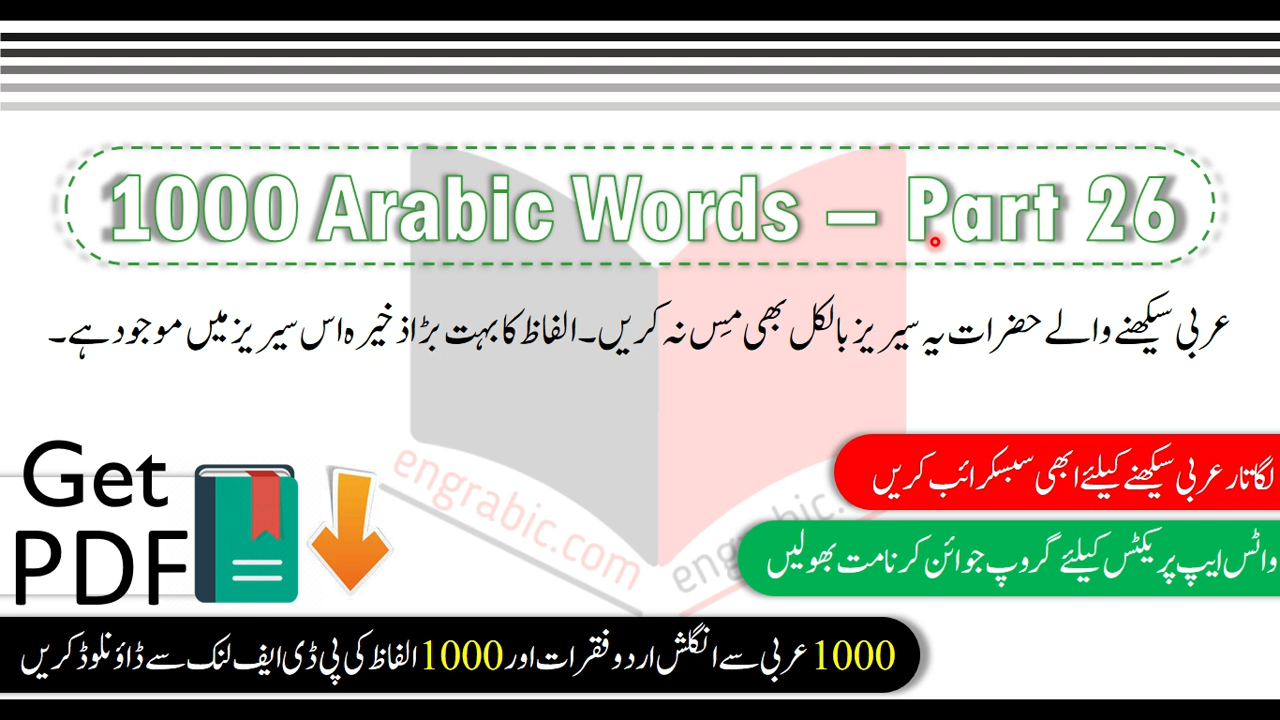 1000 Arabic Words – Part 26
عربی سیکھنے والے حضرات یہ سیریز بالکل بھی مِس نہ کریں۔ الفاظ کا بہت بڑا ذخیرہ اس سیریز میں موجود ہے۔
لگاتار عربی سیکھنے کیلئے ابھی سبسکرائب کریں
Get
PDF
واٹس ایپ پریکٹس کیلئے گروپ جوائن کرنا مت بھولیں
1000 عربی سے انگلش اردو فقرات اور 1000 الفاظ کی پی ڈی ایف لنک سے ڈاؤنلوڈ کریں
engrabic.com
engrabic.